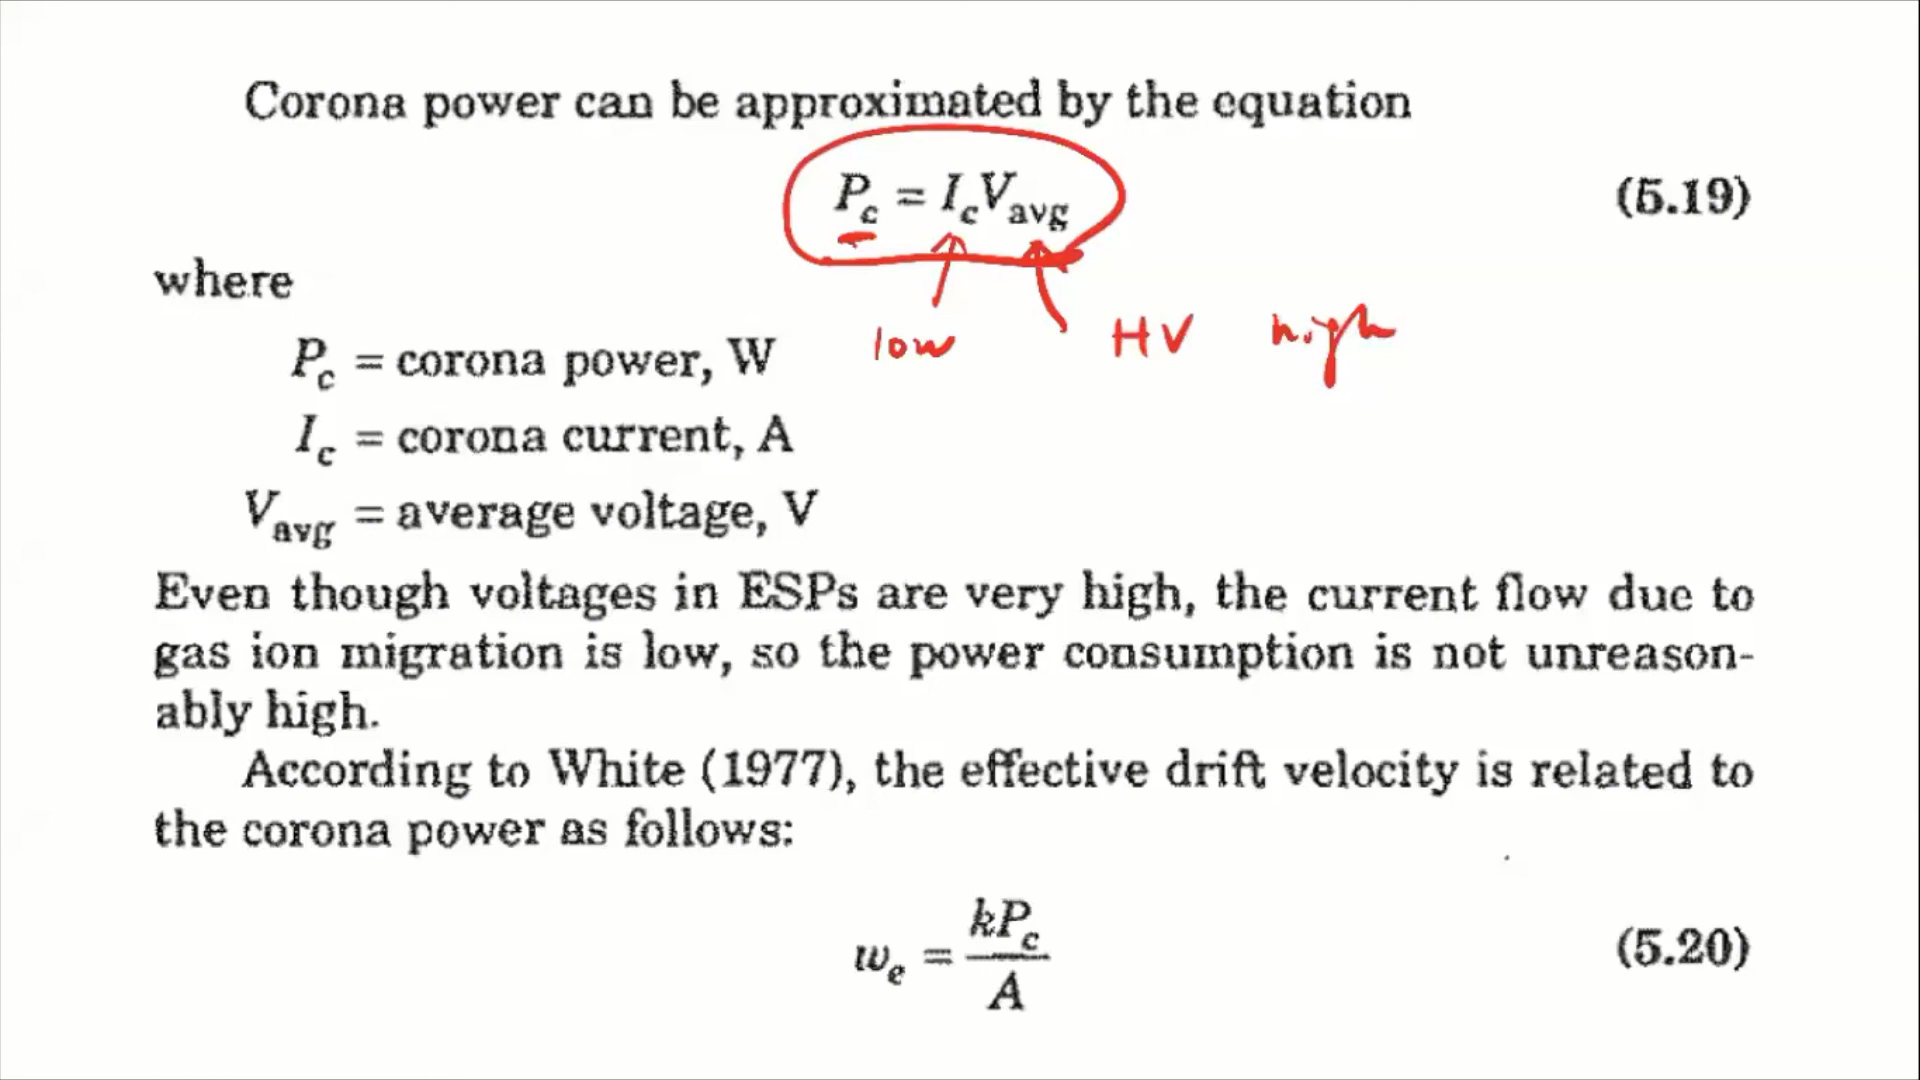 Corona power can be approximated by the equation
P_c = I_c V_avg (5.19)
where
low HV high
P_c = corona power, W
I_c = corona current, A
V_avg = average voltage, V
Even though voltages in ESPs are very high, the current flow due to
gas ion migration is low, so the power consumption is not unreason-
ably high.
According to White (1977), the effective drift velocity is related to
the corona power as follows:
w_e = kP_c / A (5.20)